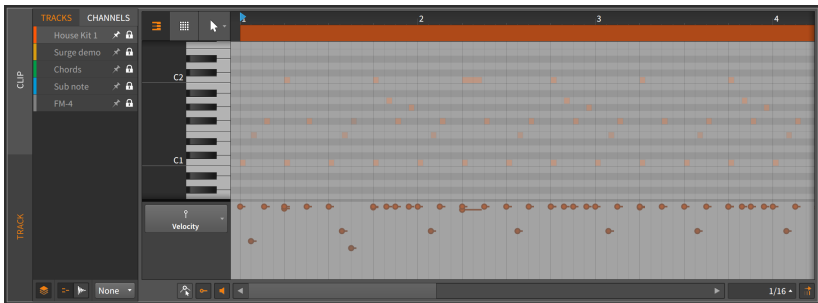 TRACKS CHANNELS
1 2 3 4
House Kit 1
Surge demo
Chords
Sub note
FM-4
CLIP
TRACK
C2
C1
Velocity
None
1/16